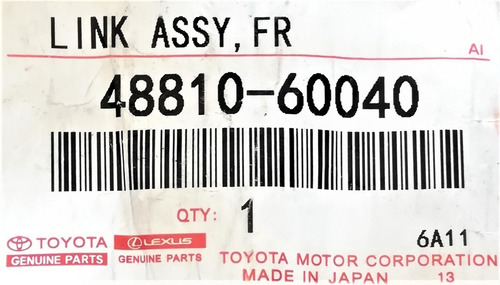 LINK ASSY, FR
AI
48810-60040
QTY: 1
6A11
TOYOTA LEXUS
GENUINE PARTS GENUINE PARTS
TOYOTA MOTOR CORPORATION
MADE IN JAPAN 13